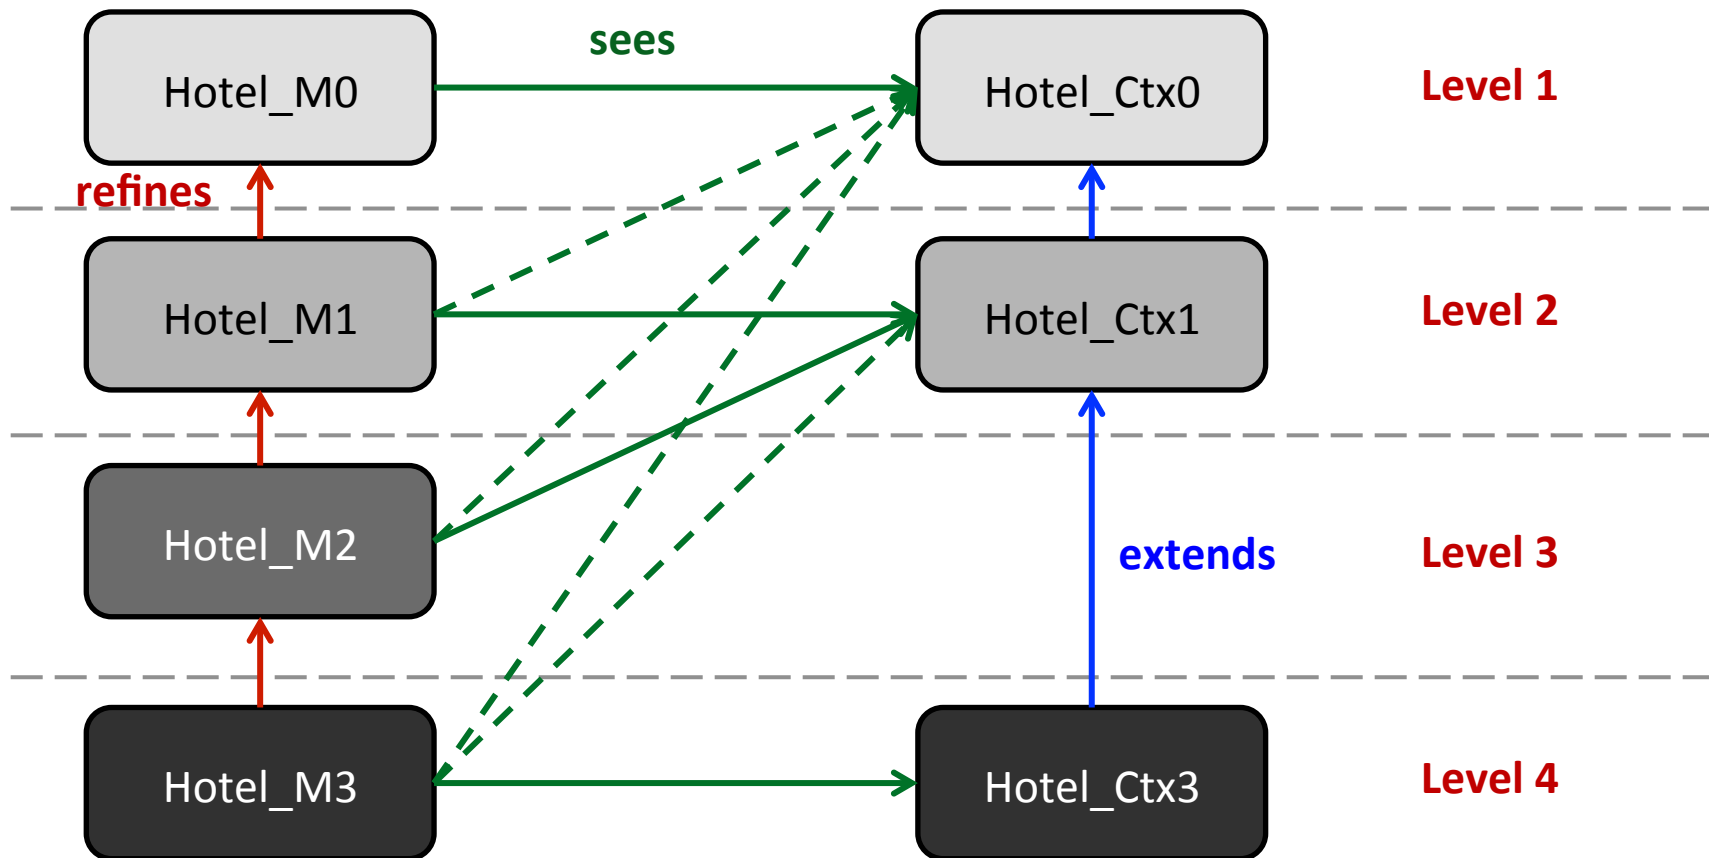 sees
Hotel_M0
Hotel_Ctx0
Level 1
refines
Hotel_M1
Hotel_Ctx1
Level 2
Hotel_M2
extends
Level 3
Hotel_M3
Hotel_Ctx3
Level 4